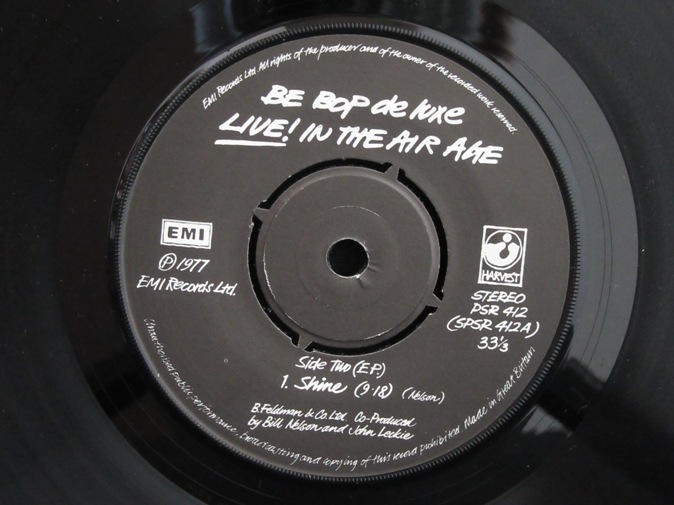 EMI Records Ltd. All rights of the producer and of the owner of the recorded work reserved.
BE BOP de luxe
LIVE! IN THE AIR AGE
EMI
℗ 1977
EMI Records Ltd.
HARVEST
STEREO
PSR 412
(SPSR 412A)
33⅓
Side Two (E.P.)
1. Shine (9·18) (Nelson)
B. Feldman & Co. Ltd. Co-Produced
by Bill Nelson and John Leckie
Unauthorised public performance, broadcasting and copying of this record prohibited. Made in Great Britain